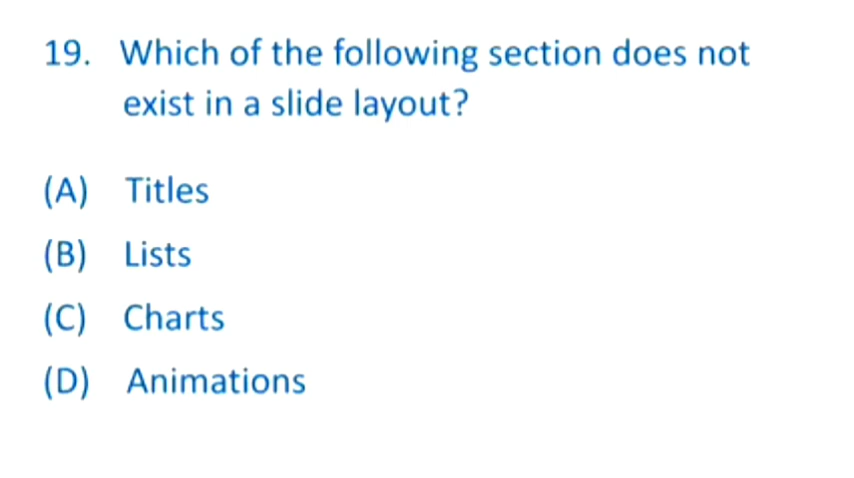 19. Which of the following section does not
exist in a slide layout?
(A) Titles
(B) Lists
(C) Charts
(D) Animations